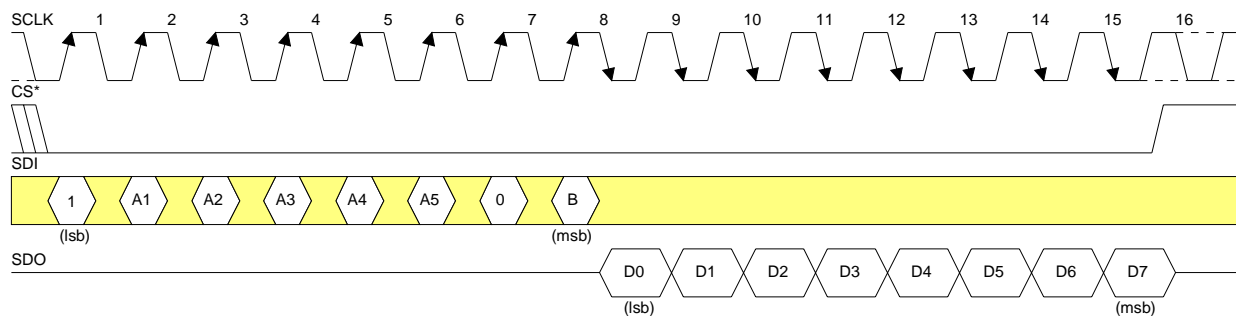 SCLK 1 2 3 4 5 6 7 8 9 10 11 12 13 14 15 16
CS*
SDI
1 A1 A2 A3 A4 A5 0 B
(lsb) (msb)
SDO
D0 D1 D2 D3 D4 D5 D6 D7
(lsb) (msb)